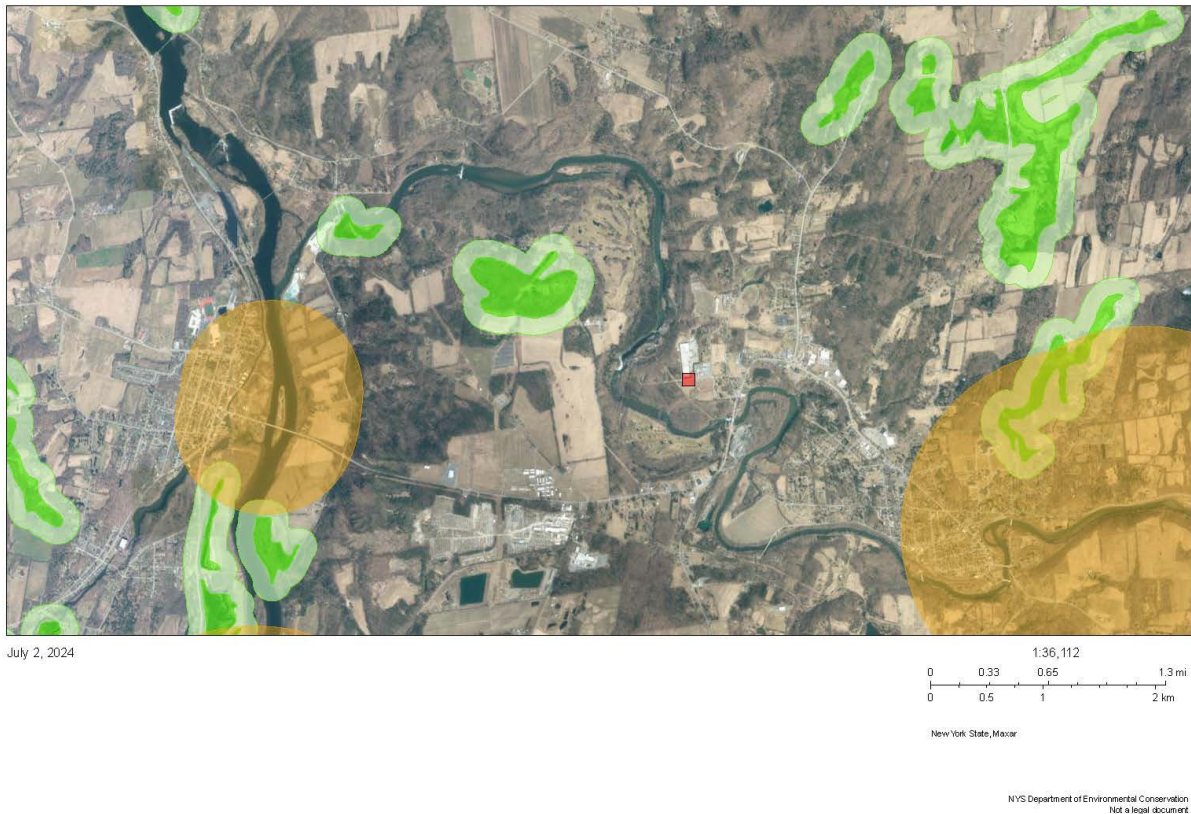 July 2, 2024
1:36,112
0 0.33 0.65 1.3 mi
0 0.5 1 2 km
New York State, Maxar
NYS Department of Environmental Conservation
Not a legal document